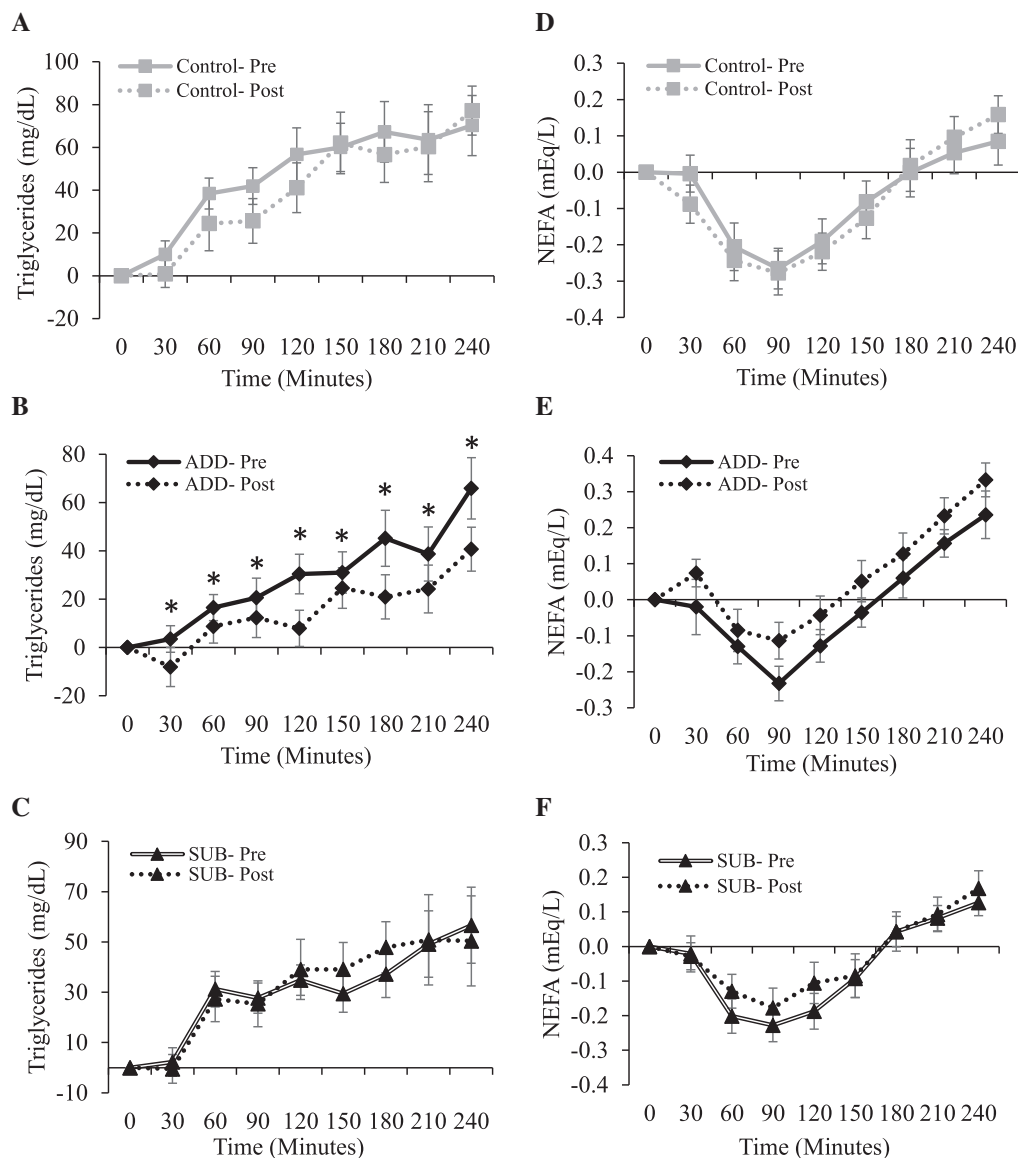 A
Triglycerides (mg/dL)
100
80
60
40
20
0
-20
Control- Pre
Control- Post
0 30 60 90 120 150 180 210 240
Time (Minutes)
D
NEFA (mEq/L)
0.3
0.2
0.1
0.0
-0.1
-0.2
-0.3
-0.4
Control- Pre
Control- Post
0 30 60 90 120 150 180 210 240
Time (Minutes)
B
Triglycerides (mg/dL)
80
60
40
20
0
-20
ADD- Pre
ADD- Post
* * * * * * * *
0 30 60 90 120 150 180 210 240
Time (Minutes)
E
NEFA (mEq/L)
0.4
0.3
0.2
0.1
0.0
-0.1
-0.2
-0.3
ADD- Pre
ADD- Post
0 30 60 90 120 150 180 210 240
Time (Minutes)
C
Triglycerides (mg/dL)
90
70
50
30
10
-10
SUB- Pre
SUB- Post
0 30 60 90 120 150 180 210 240
Time (Minutes)
F
NEFA (mEq/L)
0.3
0.2
0.1
0.0
-0.1
-0.2
-0.3
-0.4
SUB- Pre
SUB- Post
0 30 60 90 120 150 180 210 240
Time (Minutes)